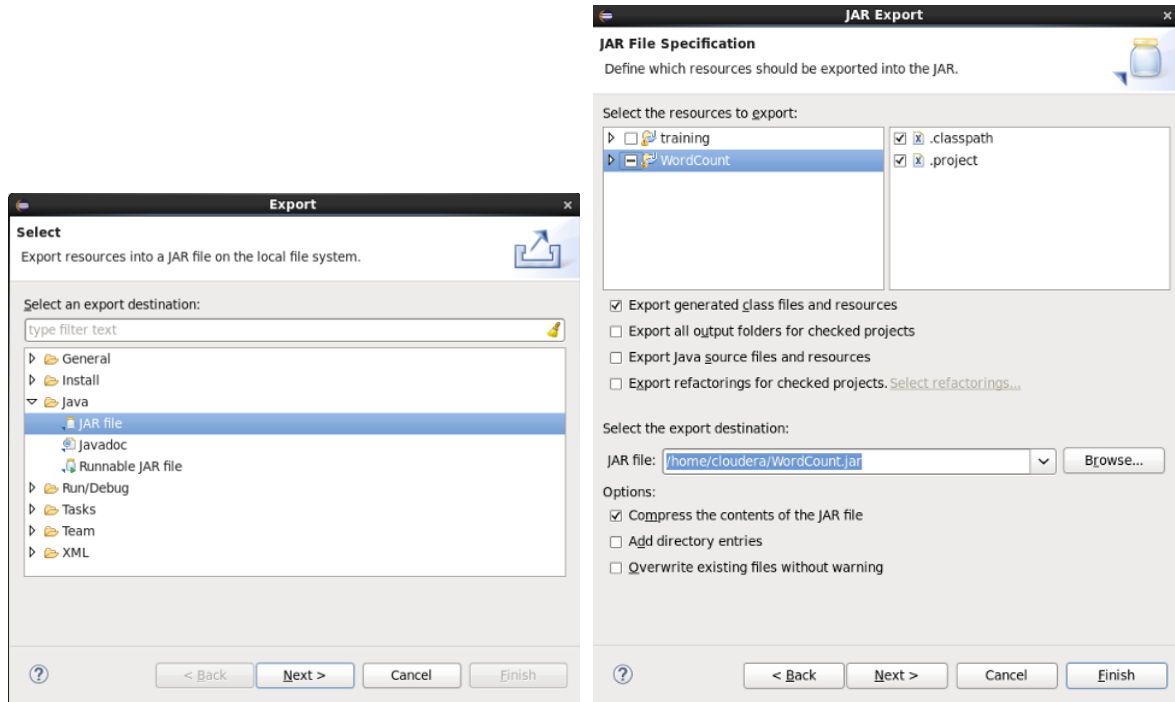 Export
Select
Export resources into a JAR file on the local file system.
Select an export destination:
type filter text
General
Install
Java
JAR file
Javadoc
Runnable JAR file
Run/Debug
Tasks
Team
XML
< Back
Next >
Cancel
Finish
JAR Export
JAR File Specification
Define which resources should be exported into the JAR.
Select the resources to export:
training
WordCount
.classpath
.project
Export generated class files and resources
Export all output folders for checked projects
Export Java source files and resources
Export refactorings for checked projects. Select refactorings...
Select the export destination:
JAR file: /home/cloudera/WordCount.jar Browse...
Options:
Compress the contents of the JAR file
Add directory entries
Overwrite existing files without warning
< Back
Next >
Cancel
Finish